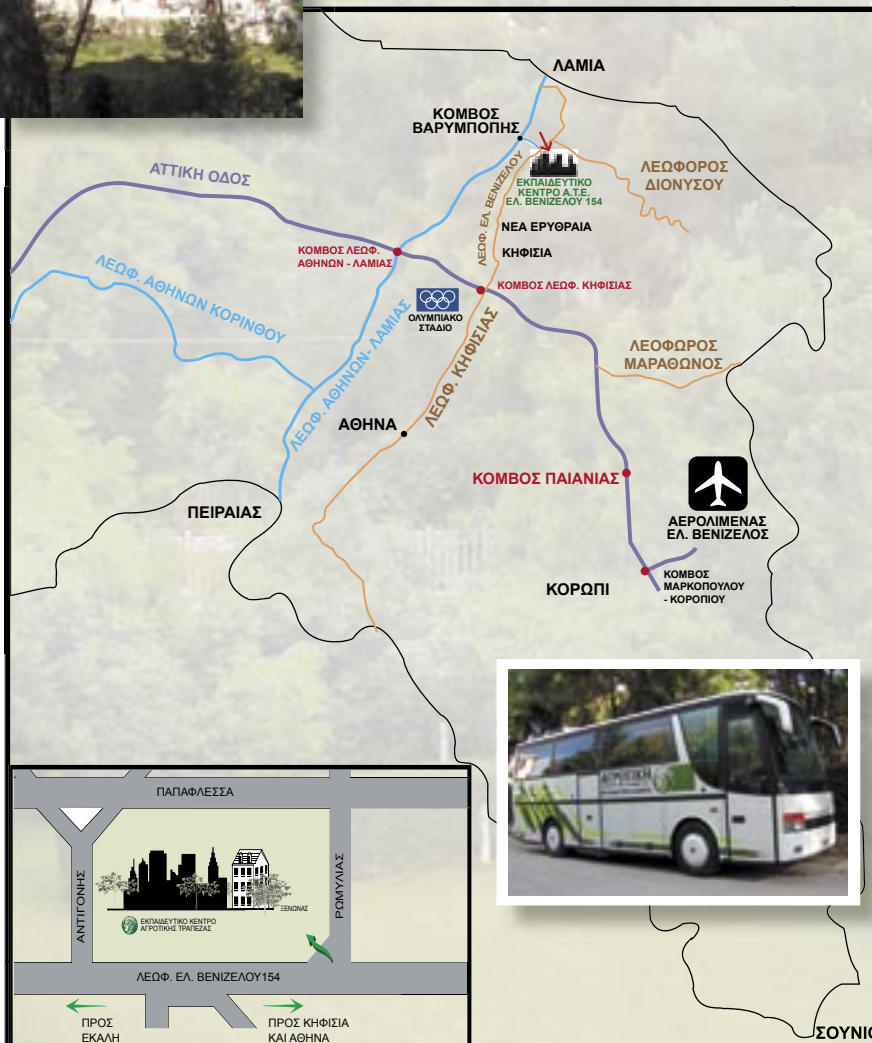 ΛΑΜΙΑ
ΚΟΜΒΟΣ
ΒΑΡΥΜΠΟΠΗΣ
ΑΤΤΙΚΗ ΟΔΟΣ
ΛΕΩΦΟΡΟΣ
ΔΙΟΝΥΣΟΥ
ΕΚΠΑΙΔΕΥΤΙΚΟ
ΚΕΝΤΡΟ Α.Τ.Ε.
ΕΛ. ΒΕΝΙΖΕΛΟΥ 154
ΛΕΩΦ. ΕΛ. ΒΕΝΙΖΕΛΟΥ
ΝΕΑ ΕΡΥΘΡΑΙΑ
ΚΗΦΙΣΙΑ
ΚΟΜΒΟΣ ΛΕΩΦ.
ΑΘΗΝΩΝ - ΛΑΜΙΑΣ
ΛΕΩΦ. ΑΘΗΝΩΝ ΚΟΡΙΝΘΟΥ
ΚΟΜΒΟΣ ΛΕΩΦ. ΚΗΦΙΣΙΑΣ
ΟΛΥΜΠΙΑΚΟ
ΣΤΑΔΙΟ
ΛΕΩΦ. ΑΘΗΝΩΝ- ΛΑΜΙΑΣ
ΛΕΩΦ. ΚΗΦΙΣΙΑΣ
ΛΕΟΦΩΡΟΣ
ΜΑΡΑΘΩΝΟΣ
ΑΘΗΝΑ
ΚΟΜΒΟΣ ΠΑΙΑΝΙΑΣ
ΠΕΙΡΑΙΑΣ
ΑΕΡΟΛΙΜΕΝΑΣ
ΕΛ. ΒΕΝΙΖΕΛΟΣ
ΚΟΡΩΠΙ
ΚΟΜΒΟΣ
ΜΑΡΚΟΠΟΥΛΟΥ
- ΚΟΡΟΠΙΟΥ
ΑΓΡΟΤΙΚΗ
ΠΑΠΑΦΛΕΣΣΑ
ΑΝΤΙΓΟΝΗΣ
ΡΩΜΥΛΙΑΣ
ΞΕΝΩΝΑΣ
ΕΚΠΑΙΔΕΥΤΙΚΟ ΚΕΝΤΡΟ
ΑΓΡΟΤΙΚΗΣ ΤΡΑΠΕΖΑΣ
ΛΕΩΦ. ΕΛ. ΒΕΝΙΖΕΛΟΥ154
ΠΡΟΣ
ΕΚΑΛΗ
ΠΡΟΣ ΚΗΦΙΣΙΑ
ΚΑΙ ΑΘΗΝΑ
ΣΟΥΝΙΟ